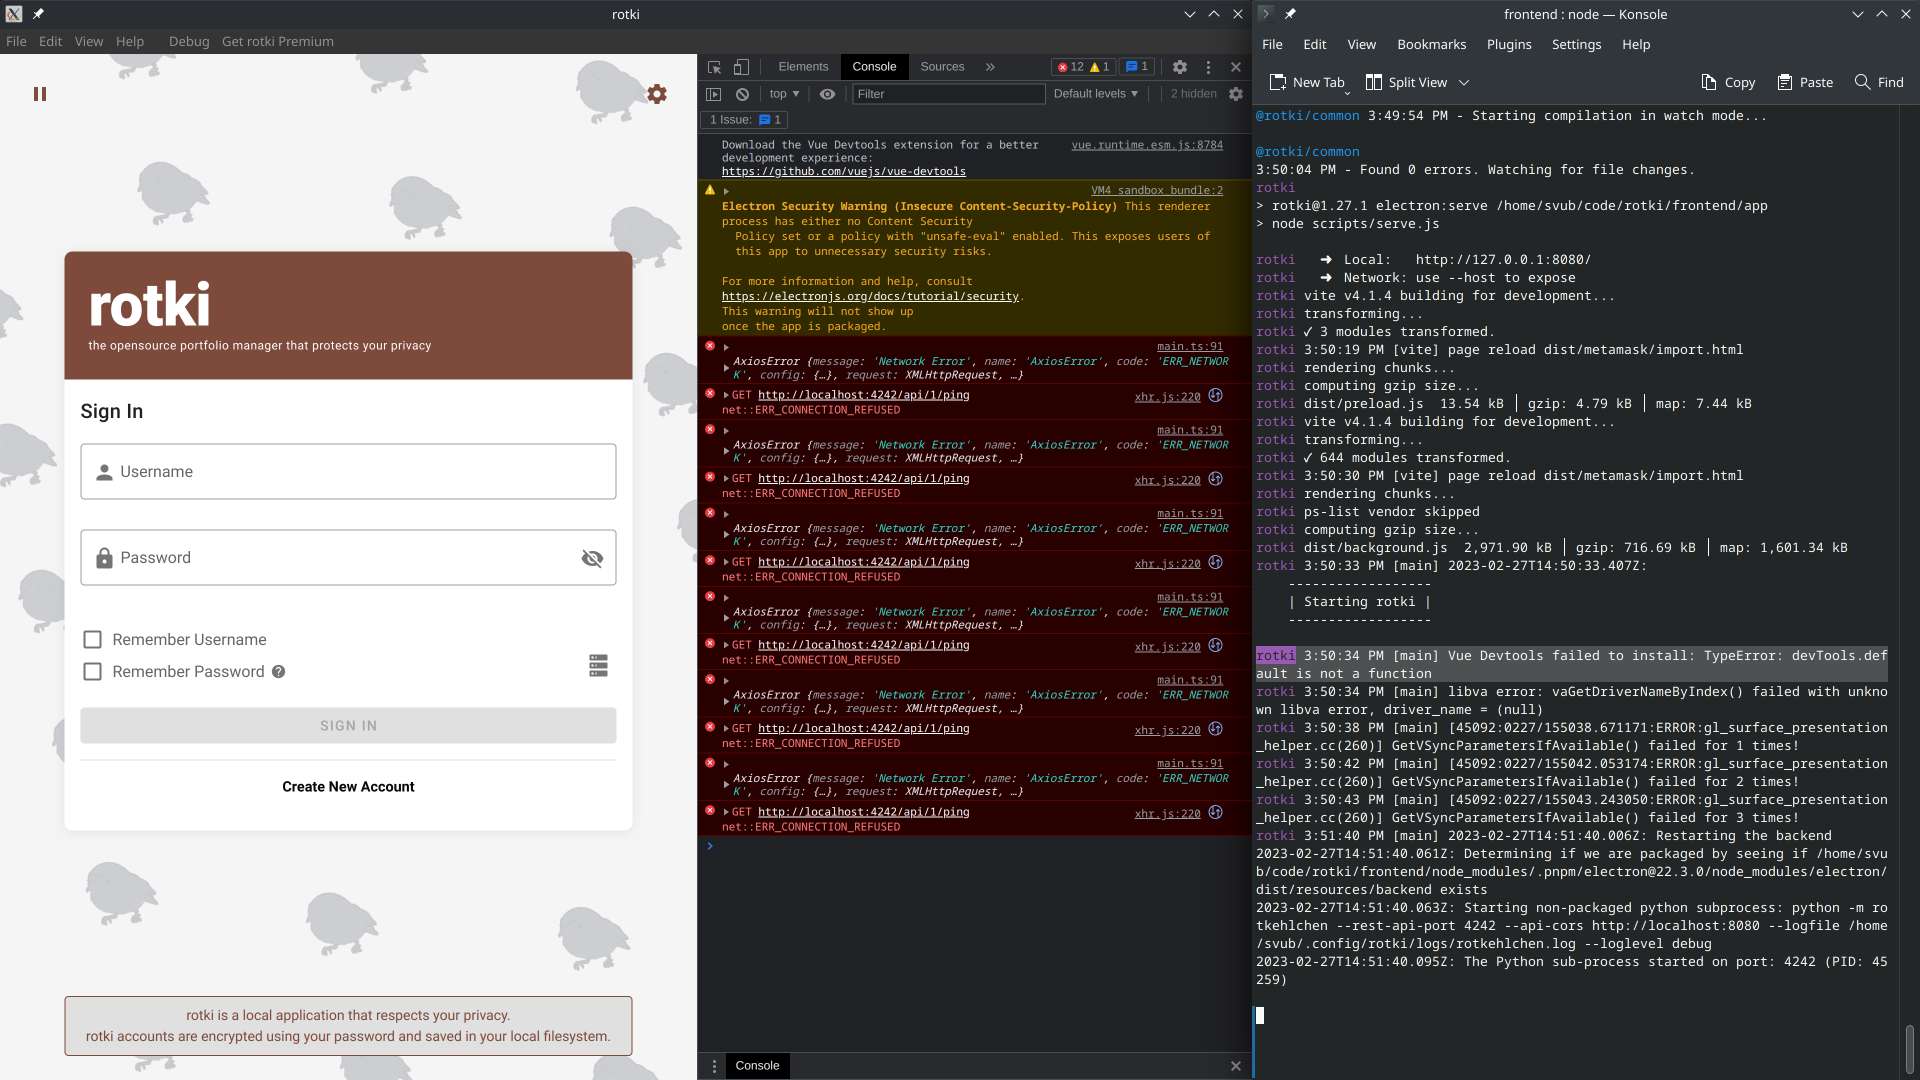 rotki
File Edit View Help Debug Get rotki Premium
rotki
the opensource portfolio manager that protects your privacy
Sign In
Username
Password
Remember Username
Remember Password
SIGN IN
Create New Account
rotki is a local application that respects your privacy.
rotki accounts are encrypted using your password and saved in your local filesystem.
Elements Console Sources » 12 1 1
top Filter Default levels 2 hidden
1 Issue: 1
Download the Vue Devtools extension for a better vue.runtime.esm.js:8784
development experience:
https://github.com/vuejs/vue-devtools
VM4 sandbox_bundle:2
Electron Security Warning (Insecure Content-Security-Policy) This renderer
process has either no Content Security
Policy set or a policy with "unsafe-eval" enabled. This exposes users of
this app to unnecessary security risks.
For more information and help, consult
https://electronjs.org/docs/tutorial/security.
This warning will not show up
once the app is packaged.
main.ts:91
AxiosError {message: 'Network Error', name: 'AxiosError', code: 'ERR_NETWOR
K', config: {…}, request: XMLHttpRequest, …}
GET http://localhost:4242/api/1/ping xhr.js:220
net::ERR_CONNECTION_REFUSED
main.ts:91
AxiosError {message: 'Network Error', name: 'AxiosError', code: 'ERR_NETWOR
K', config: {…}, request: XMLHttpRequest, …}
GET http://localhost:4242/api/1/ping xhr.js:220
net::ERR_CONNECTION_REFUSED
main.ts:91
AxiosError {message: 'Network Error', name: 'AxiosError', code: 'ERR_NETWOR
K', config: {…}, request: XMLHttpRequest, …}
GET http://localhost:4242/api/1/ping xhr.js:220
net::ERR_CONNECTION_REFUSED
main.ts:91
AxiosError {message: 'Network Error', name: 'AxiosError', code: 'ERR_NETWOR
K', config: {…}, request: XMLHttpRequest, …}
GET http://localhost:4242/api/1/ping xhr.js:220
net::ERR_CONNECTION_REFUSED
main.ts:91
AxiosError {message: 'Network Error', name: 'AxiosError', code: 'ERR_NETWOR
K', config: {…}, request: XMLHttpRequest, …}
GET http://localhost:4242/api/1/ping xhr.js:220
net::ERR_CONNECTION_REFUSED
main.ts:91
AxiosError {message: 'Network Error', name: 'AxiosError', code: 'ERR_NETWOR
K', config: {…}, request: XMLHttpRequest, …}
GET http://localhost:4242/api/1/ping xhr.js:220
net::ERR_CONNECTION_REFUSED
Console
frontend : node — Konsole
File Edit View Bookmarks Plugins Settings Help
New Tab Split View Copy Paste Find
@rotki/common 3:49:54 PM - Starting compilation in watch mode...
@rotki/common
3:50:04 PM - Found 0 errors. Watching for file changes.
rotki
> rotki@1.27.1 electron:serve /home/svub/code/rotki/frontend/app
> node scripts/serve.js
rotki ➜ Local: http://127.0.0.1:8080/
rotki ➜ Network: use --host to expose
rotki vite v4.1.4 building for development...
rotki transforming...
rotki ✓ 3 modules transformed.
rotki 3:50:19 PM [vite] page reload dist/metamask/import.html
rotki rendering chunks...
rotki computing gzip size...
rotki dist/preload.js 13.54 kB │ gzip: 4.79 kB │ map: 7.44 kB
rotki vite v4.1.4 building for development...
rotki transforming...
rotki ✓ 644 modules transformed.
rotki 3:50:30 PM [vite] page reload dist/metamask/import.html
rotki rendering chunks...
rotki ps-list vendor skipped
rotki computing gzip size...
rotki dist/background.js 2,971.90 kB │ gzip: 716.69 kB │ map: 1,601.34 kB
rotki 3:50:33 PM [main] 2023-02-27T14:50:33.407Z:
------------------
| Starting rotki |
------------------
rotki 3:50:34 PM [main] Vue Devtools failed to install: TypeError: devTools.def
ault is not a function
rotki 3:50:34 PM [main] libva error: vaGetDriverNameByIndex() failed with unkno
wn libva error, driver_name = (null)
rotki 3:50:38 PM [main] [45092:0227/155038.671171:ERROR:gl_surface_presentation
_helper.cc(260)] GetVSyncParametersIfAvailable() failed for 1 times!
rotki 3:50:42 PM [main] [45092:0227/155042.053174:ERROR:gl_surface_presentation
_helper.cc(260)] GetVSyncParametersIfAvailable() failed for 2 times!
rotki 3:50:43 PM [main] [45092:0227/155043.243050:ERROR:gl_surface_presentation
_helper.cc(260)] GetVSyncParametersIfAvailable() failed for 3 times!
rotki 3:51:40 PM [main] 2023-02-27T14:51:40.006Z: Restarting the backend
2023-02-27T14:51:40.061Z: Determining if we are packaged by seeing if /home/svu
b/code/rotki/frontend/node_modules/.pnpm/electron@22.3.0/node_modules/electron/
dist/resources/backend exists
2023-02-27T14:51:40.063Z: Starting non-packaged python subprocess: python -m ro
tkehlchen --rest-api-port 4242 --api-cors http://localhost:8080 --logfile /home
/svub/.config/rotki/logs/rotkehlchen.log --loglevel debug
2023-02-27T14:51:40.095Z: The Python sub-process started on port: 4242 (PID: 45
259)